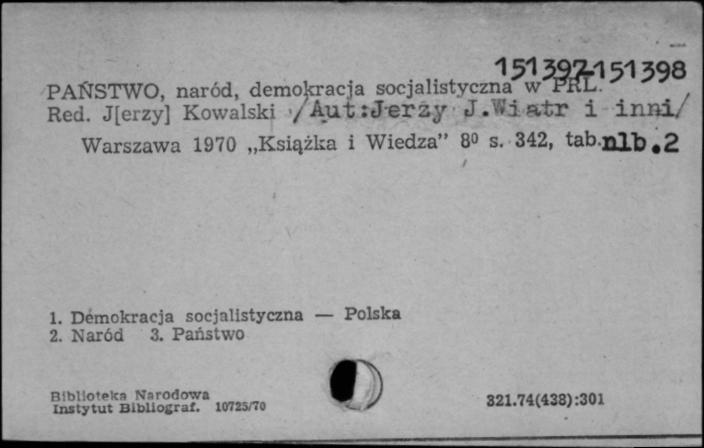 151397-151398
PAŃSTWO, naród, demokracja socjalistyczna w PRL.
Red. J[erzy] Kowalski /Aut:Jerzy J.Wiatr i inni/
Warszawa 1970 „Książka i Wiedza” 8⁰ s. 342, tab.nlb.2
1. Demokracja socjalistyczna — Polska
2. Naród 3. Państwo
Biblioteka Narodowa
Instytut Bibliograf. 10725/70
321.74(438):301